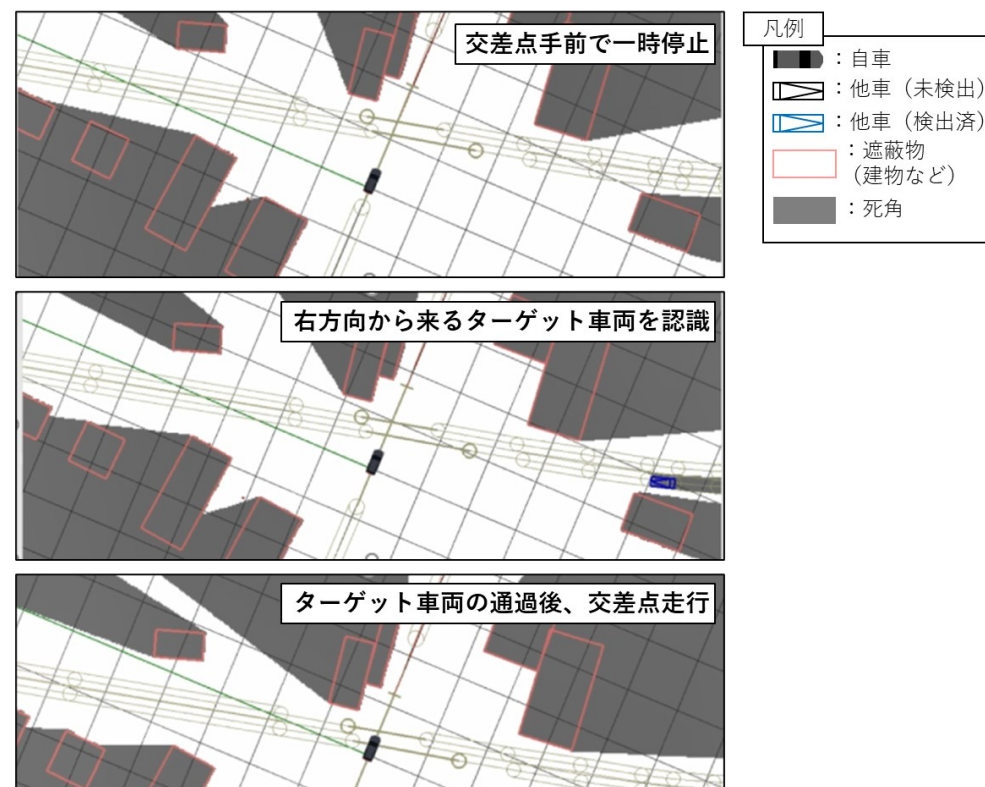 交差点手前で一時停止
凡例
：自車
：他車（未検出）
：他車（検出済）
：遮蔽物
（建物など）
：死角
右方向から来るターゲット車両を認識
ターゲット車両の通過後、交差点走行